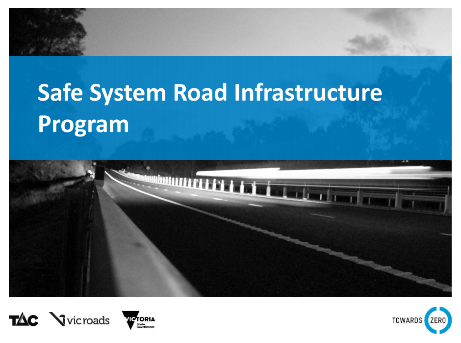 Safe System Road Infrastructure
Program
TAC
vicroads
VICTORIA
TOWARDS ZERO